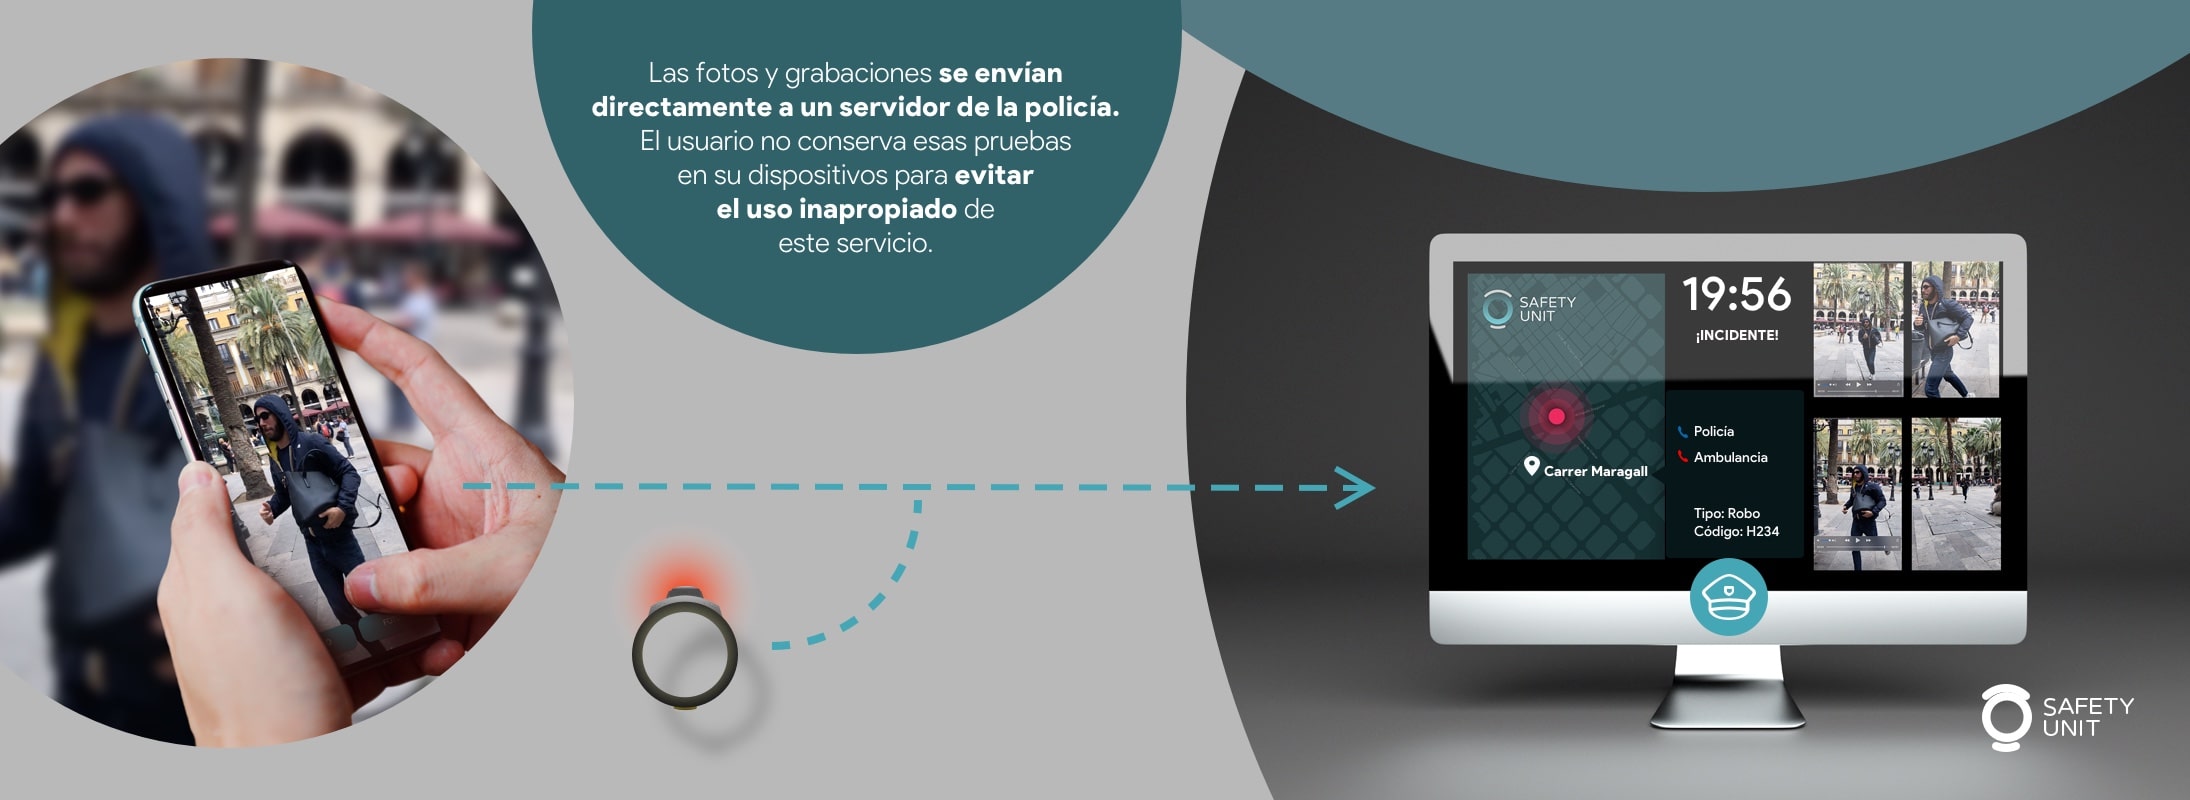 Las fotos y grabaciones se envían
directamente a un servidor de la policía.
El usuario no conserva esas pruebas
en su dispositivos para evitar
el uso inapropiado de
este servicio.
SAFETY
UNIT
19:56
¡INCIDENTE!
Carrer Maragall
Policía
Ambulancia
Tipo: Robo
Código: H234
SAFETY
UNIT